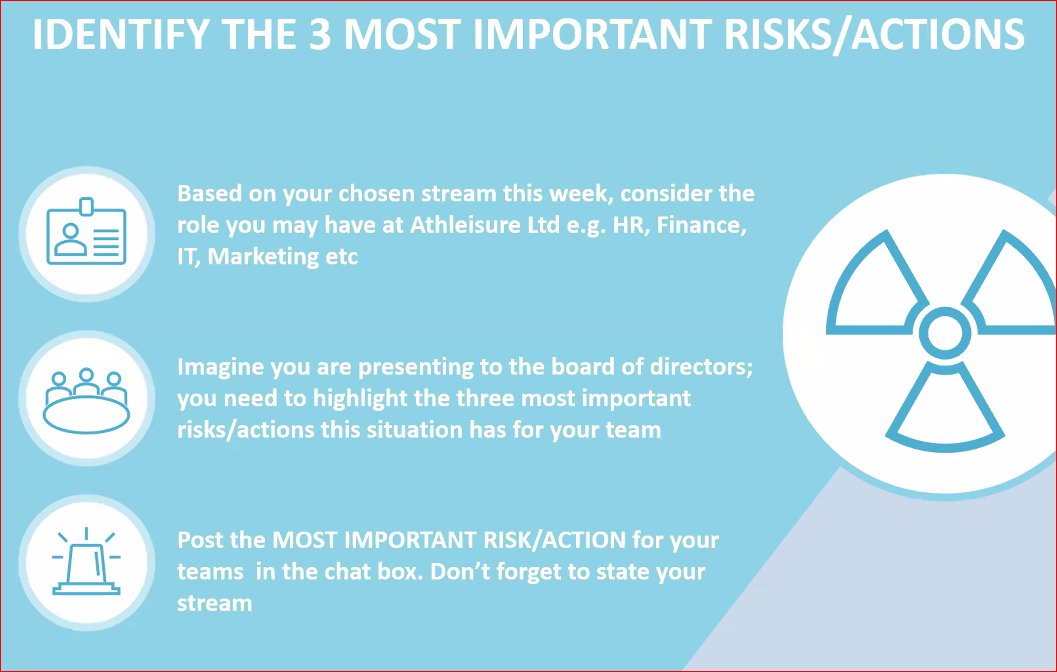 IDENTIFY THE 3 MOST IMPORTANT RISKS/ACTIONS
Based on your chosen stream this week, consider the
role you may have at Athleisure Ltd e.g. HR, Finance,
IT, Marketing etc
Imagine you are presenting to the board of directors;
you need to highlight the three most important
risks/actions this situation has for your team
Post the MOST IMPORTANT RISK/ACTION for your
teams  in the chat box. Don’t forget to state your
stream